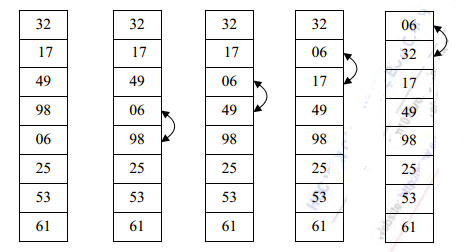 32 32 32 32 06
17 17 17 06 32
49 49 06 17 17
98 06 49 49 49
06 98 98 98 98
25 25 25 25 25
53 53 53 53 53
61 61 61 61 61